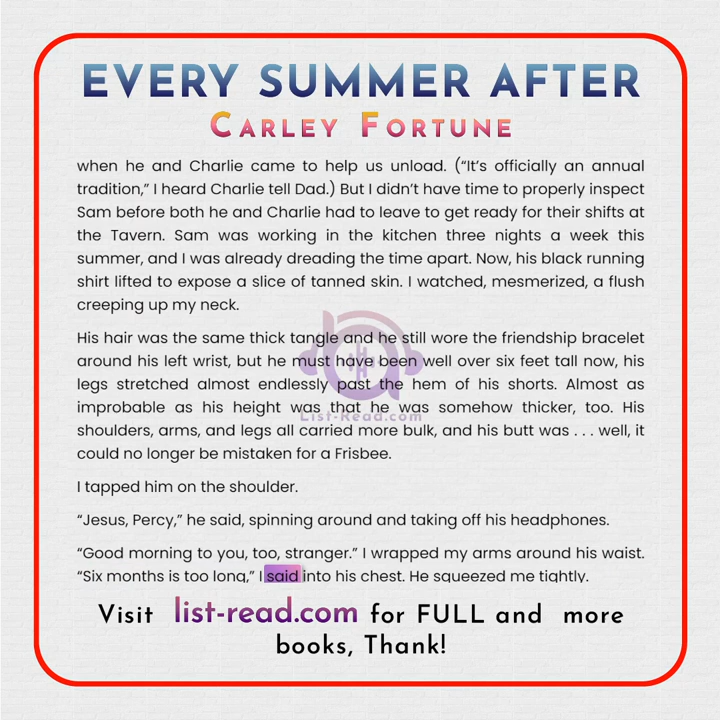 EVERY SUMMER AFTER
CARLEY FORTUNE
when he and Charlie came to help us unload. (“It’s officially an annual
tradition,” I heard Charlie tell Dad.) But I didn’t have time to properly inspect
Sam before both he and Charlie had to leave to get ready for their shifts at
the Tavern. Sam was working in the kitchen three nights a week this
summer, and I was already dreading the time apart. Now, his black running
shirt lifted to expose a slice of tanned skin. I watched, mesmerized, a flush
creeping up my neck.
His hair was the same thick tangle and he still wore the friendship bracelet
around his left wrist, but he must have been well over six feet tall now, his
legs stretched almost endlessly past the hem of his shorts. Almost as
improbable as his height was that he was somehow thicker, too. His
List-Read.com
shoulders, arms, and legs all carried more bulk, and his butt was . . . well, it
could no longer be mistaken for a Frisbee.
I tapped him on the shoulder.
“Jesus, Percy,” he said, spinning around and taking off his headphones.
“Good morning to you, too, stranger.” I wrapped my arms around his waist.
“Six months is too long,” I said into his chest. He squeezed me tightly.
Visit list-read.com for FULL and more
books, Thank!